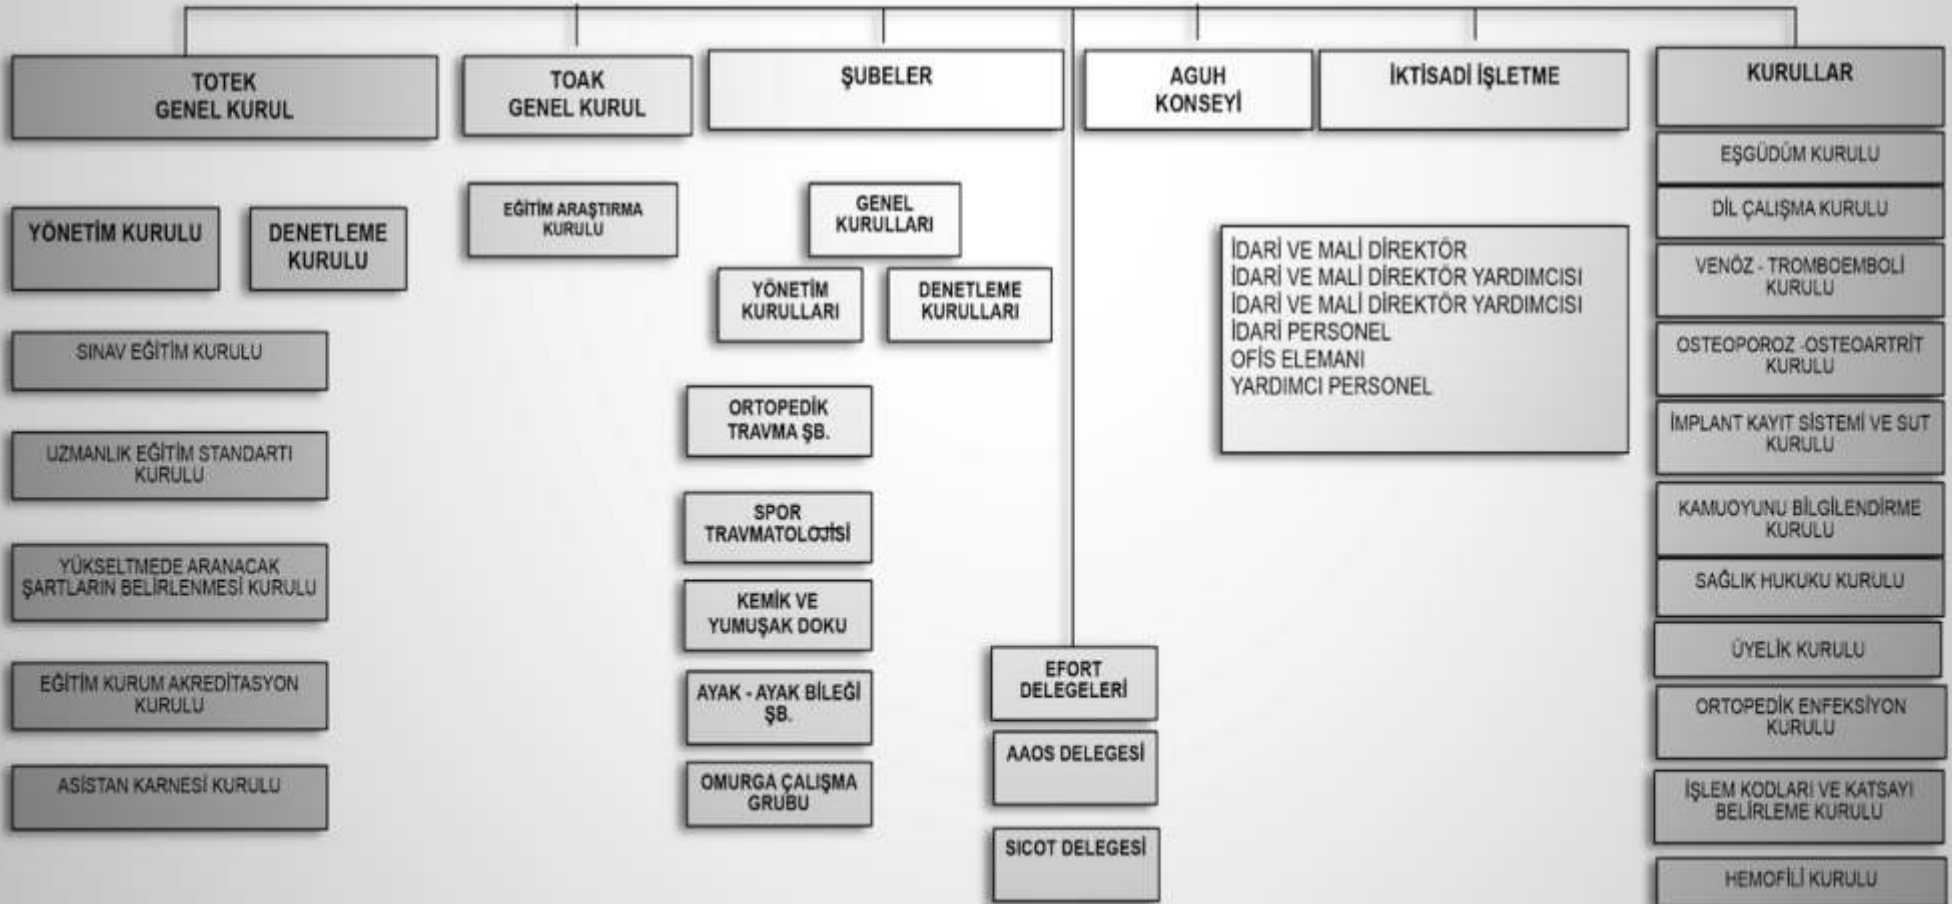 TOTEK
GENEL KURUL
YÖNETİM KURULU
DENETLEME
KURULU
SINAV EĞİTİM KURULU
UZMANLIK EĞİTİM STANDARTI
KURULU
YÜKSELTMEDE ARANACAK
ŞARTLARIN BELİRLENMESİ KURULU
EĞİTİM KURUM AKREDİTASYON
KURULU
ASİSTAN KARNESİ KURULU
TOAK
GENEL KURUL
EĞİTİM ARAŞTIRMA
KURULU
ŞUBELER
GENEL
KURULLARI
YÖNETİM
KURULLARI
DENETLEME
KURULLARI
ORTOPEDİK
TRAVMA ŞB.
SPOR
TRAVMATOLOJİSİ
KEMİK VE
YUMUŞAK DOKU
AYAK - AYAK BİLEĞİ
ŞB.
OMURGA ÇALIŞMA
GRUBU
EFORT
DELEGELERİ
AAOS DELEGESİ
SICOT DELEGESİ
AGUH
KONSEYİ
İKTİSADİ İŞLETME
İDARİ VE MALİ DİREKTÖR
İDARİ VE MALİ DİREKTÖR YARDIMCISI
İDARİ VE MALİ DİREKTÖR YARDIMCISI
İDARİ PERSONEL
OFİS ELEMANI
YARDIMCI PERSONEL
KURULLAR
EŞGÜDÜM KURULU
DİL ÇALIŞMA KURULU
VENÖZ - TROMBOEMBOLİ
KURULU
OSTEOPOROZ -OSTEOARTRİT
KURULU
İMPLANT KAYIT SİSTEMİ VE SUT
KURULU
KAMUOYUNU BİLGİLENDİRME
KURULU
SAĞLIK HUKUKU KURULU
ÜYELİK KURULU
ORTOPEDİK ENFEKSİYON
KURULU
İŞLEM KODLARI VE KATSAYI
BELİRLEME KURULU
HEMOFİLİ KURULU